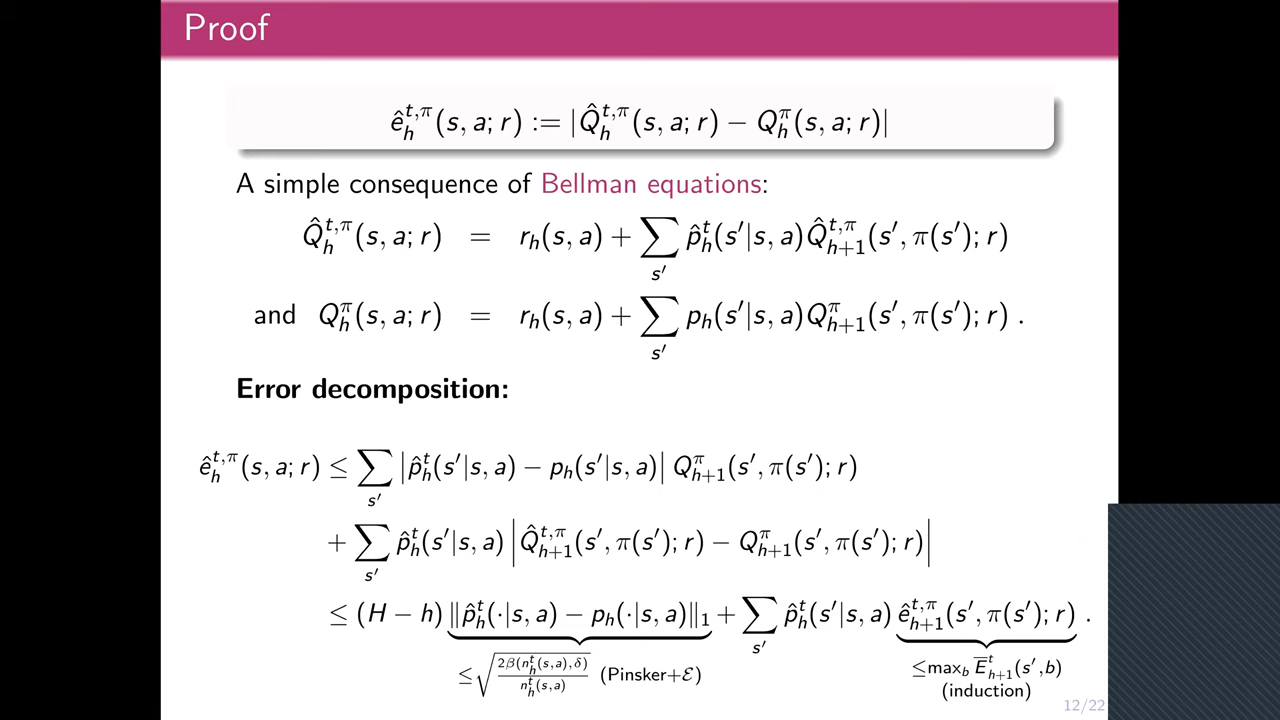 Proof
ê_h^{t,π}(s, a; r) := |Q̂_h^{t,π}(s, a; r) − Q_h^π(s, a; r)|
A simple consequence of Bellman equations:
Q̂_h^{t,π}(s, a; r) = r_h(s, a) + ∑_{s′} p̂_h^t(s′|s, a)Q̂_{h+1}^{t,π}(s′, π(s′); r)
and Q_h^π(s, a; r) = r_h(s, a) + ∑_{s′} p_h(s′|s, a)Q_{h+1}^π(s′, π(s′); r) .
Error decomposition:
ê_h^{t,π}(s, a; r) ≤ ∑_{s′} |p̂_h^t(s′|s, a) − p_h(s′|s, a)| Q_{h+1}^π(s′, π(s′); r)
+ ∑_{s′} p̂_h^t(s′|s, a) |Q̂_{h+1}^{t,π}(s′, π(s′); r) − Q_{h+1}^π(s′, π(s′); r)|
≤ (H − h) ‖p̂_h^t(·|s, a) − p_h(·|s, a)‖_1 + ∑_{s′} p̂_h^t(s′|s, a) ê_{h+1}^{t,π}(s′, π(s′); r) .
≤ √(2β(n_h^t(s,a),δ) / n_h^t(s,a)) (Pinsker+ℰ) ≤ max_b E̅_{h+1}^t(s′,b)
(induction)
12/22